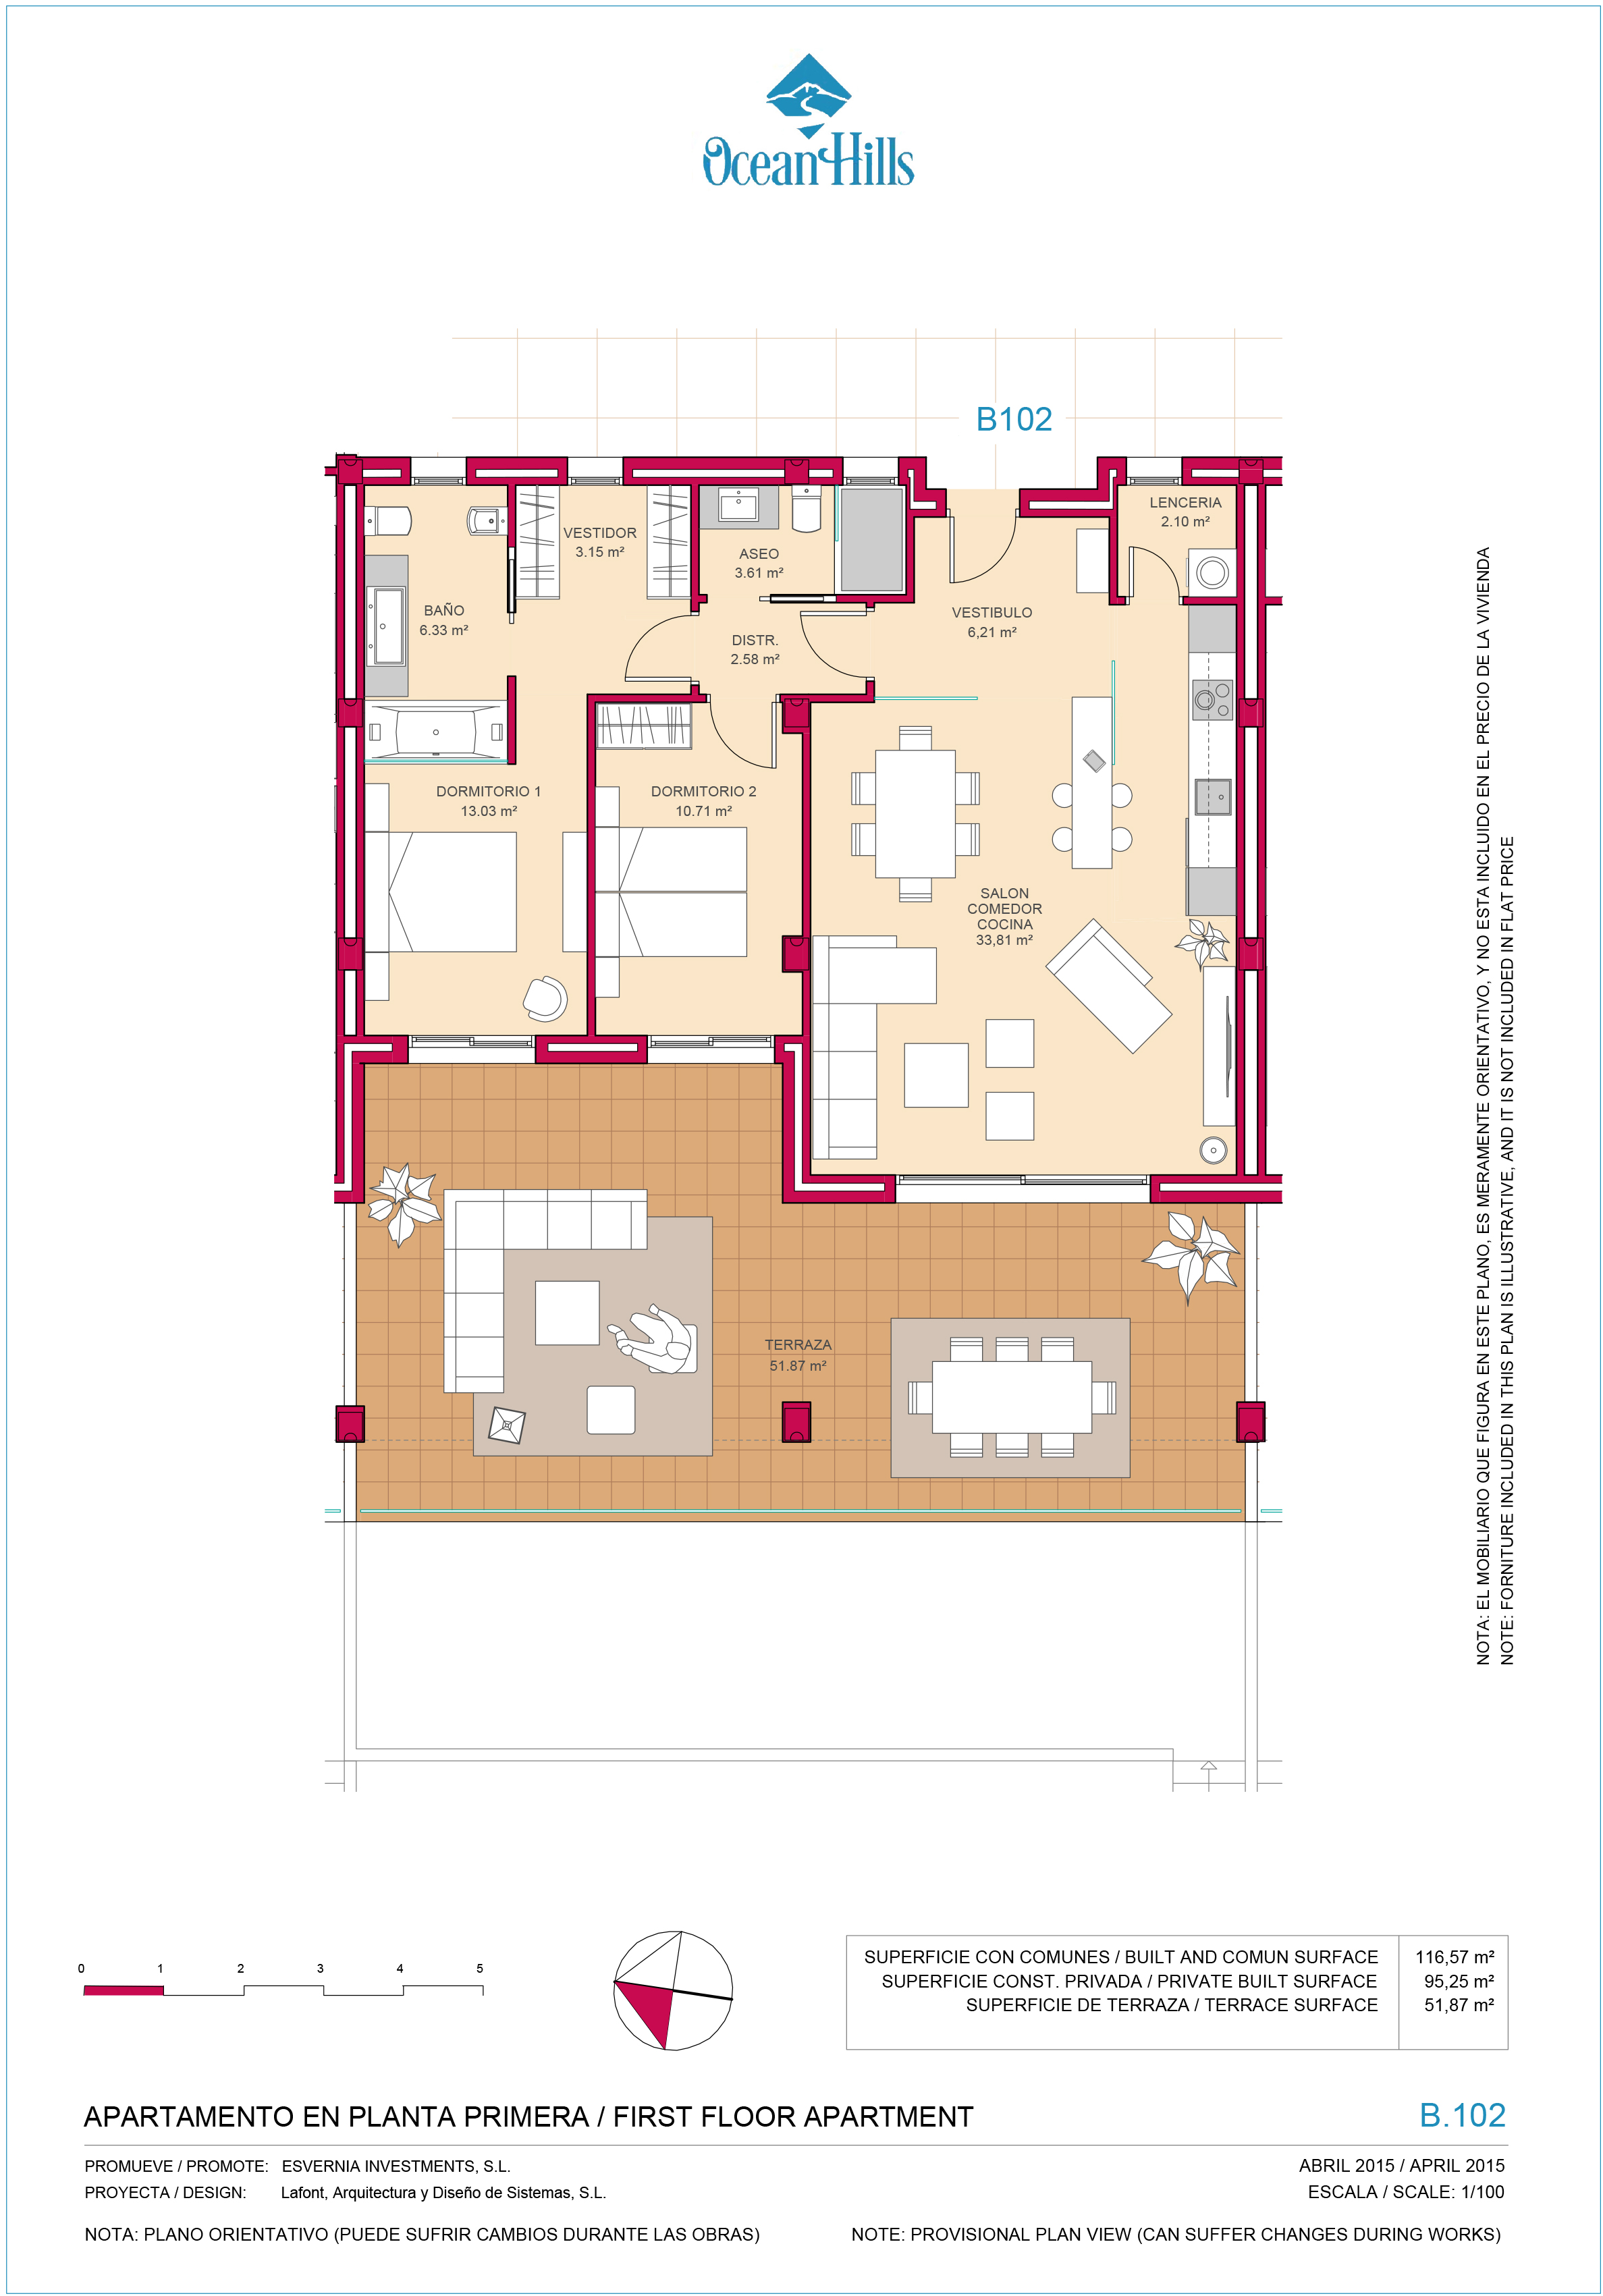 OceanHills
B102
LENCERIA
2.10 m²
VESTIDOR
3.15 m²
ASEO
3.61 m²
BAÑO
6.33 m²
VESTIBULO
6,21 m²
DISTR.
2.58 m²
DORMITORIO 1
13.03 m²
DORMITORIO 2
10.71 m²
SALON
COMEDOR
COCINA
33,81 m²
TERRAZA
51.87 m²
NOTA: EL MOBILIARIO QUE FIGURA EN ESTE PLANO, ES MERAMENTE ORIENTATIVO, Y NO ESTA INCLUIDO EN EL PRECIO DE LA VIVIENDA
NOTE: FORNITURE INCLUDED IN THIS PLAN IS ILLUSTRATIVE, AND IT IS NOT INCLUDED IN FLAT PRICE
0 1 2 3 4 5
SUPERFICIE CON COMUNES / BUILT AND COMUN SURFACE 116,57 m²
SUPERFICIE CONST. PRIVADA / PRIVATE BUILT SURFACE 95,25 m²
SUPERFICIE DE TERRAZA / TERRACE SURFACE 51,87 m²
APARTAMENTO EN PLANTA PRIMERA / FIRST FLOOR APARTMENT B.102
PROMUEVE / PROMOTE: ESVERNIA INVESTMENTS, S.L. ABRIL 2015 / APRIL 2015
PROYECTA / DESIGN: Lafont, Arquitectura y Diseño de Sistemas, S.L. ESCALA / SCALE: 1/100
NOTA: PLANO ORIENTATIVO (PUEDE SUFRIR CAMBIOS DURANTE LAS OBRAS) NOTE: PROVISIONAL PLAN VIEW (CAN SUFFER CHANGES DURING WORKS)